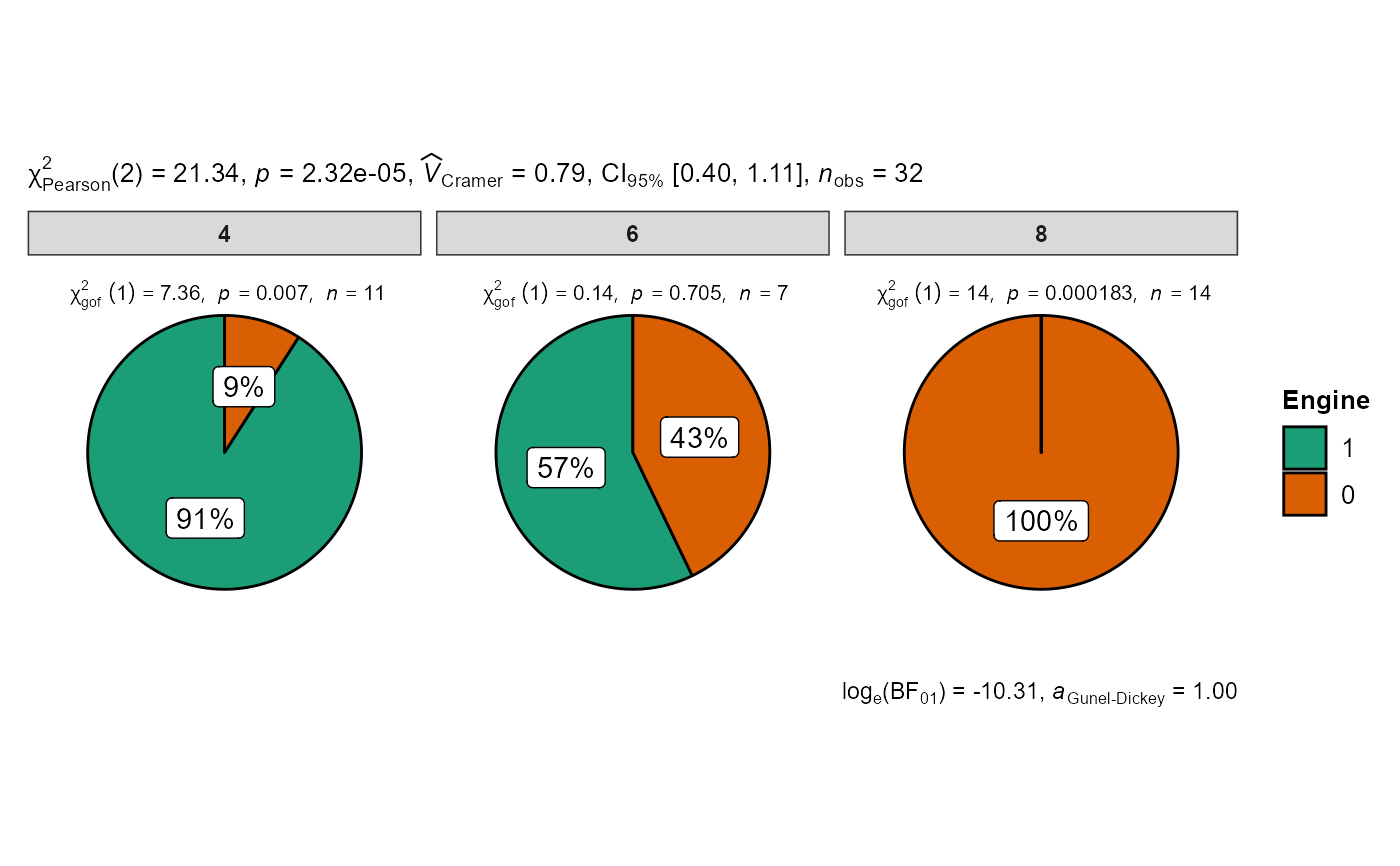 χ²Pearson(2) = 21.34, p = 2.32e-05, V̂Cramer = 0.79, CI95% [0.40, 1.11], nobs = 32
4
6
8
χ²gof (1) = 7.36, p = 0.007, n = 11
χ²gof (1) = 0.14, p = 0.705, n = 7
χ²gof (1) = 14, p = 0.000183, n = 14
9%
91%
43%
57%
100%
Engine
1
0
loge(BF01) = -10.31, aGunel-Dickey = 1.00